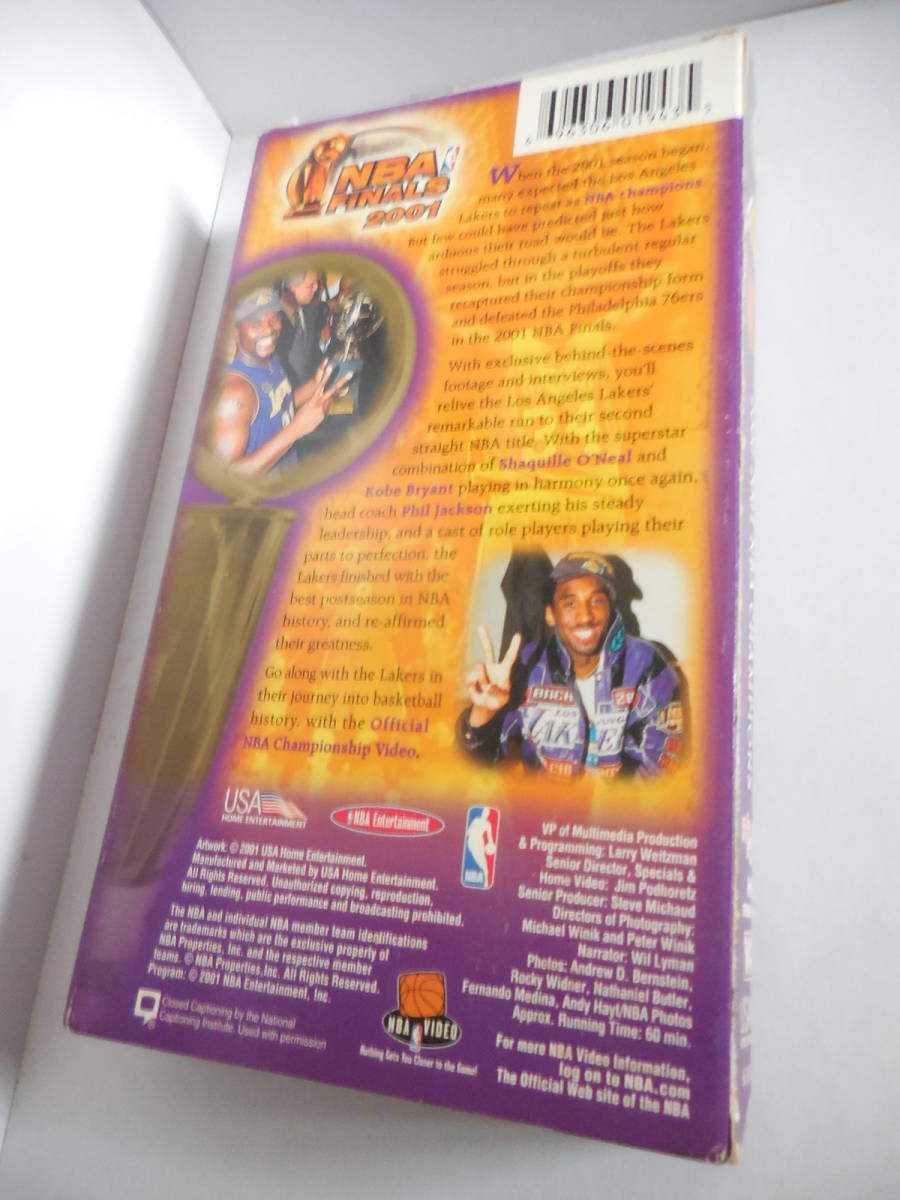 6 96306 01943 5
NBA
FINALS
2001
When the 2001 season began,
many expected the Los Angeles
Lakers to repeat as NBA champions.
But few could have predicted just how
arduous their road would be. The Lakers
struggled through a turbulent regular
season, but in the playoffs they
recaptured their championship form
and defeated the Philadelphia 76ers
in the 2001 NBA Finals.
With exclusive behind-the-scenes
footage and interviews, you'll
relive the Los Angeles Lakers'
remarkable run to their second
straight NBA title. With the superstar
combination of Shaquille O'Neal and
Kobe Bryant playing in harmony once again,
head coach Phil Jackson exerting his steady
leadership, and a cast of role players playing their
parts to perfection, the
Lakers finished with the
best postseason in NBA
history, and re-affirmed
their greatness.
Go along with the Lakers in
their journey into basketball
history, with the Official
NBA Championship Video.
BACK
LOS
LAKE
USA
HOME ENTERTAINMENT
NBA Entertainment
NBA
Artwork: © 2001 USA Home Entertainment.
Manufactured and Marketed by USA Home Entertainment.
All Rights Reserved. Unauthorized copying, reproduction,
hiring, lending, public performance and broadcasting prohibited.
The NBA and individual NBA member team identifications
are trademarks which are the exclusive property of
NBA Properties, Inc. and the respective member
teams. © NBA Properties,Inc. All Rights Reserved.
Program: © 2001 NBA Entertainment, Inc.
Closed Captioning by the National
Captioning Institute. Used with permission
NBA VIDEO
Nothing Gets You Closer to the Game!
VP of Multimedia Production
& Programming: Larry Weitzman
Senior Director, Specials &
Home Video: Jim Podhoretz
Senior Producer: Steve Michaud
Directors of Photography:
Michael Winik and Peter Winik
Narrator: Wil Lyman
Photos: Andrew D. Bernstein,
Rocky Widner, Nathaniel Butler,
Fernando Medina, Andy Hayt/NBA Photos
Approx. Running Time: 60 min.
For more NBA Video Information,
log on to NBA.com
The Official Web site of the NBA